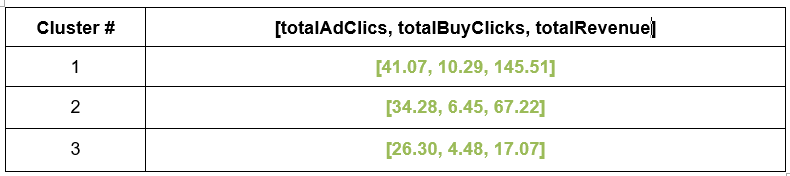 Cluster # [totalAdClics, totalBuyClicks, totalRevenue]
1 [41.07, 10.29, 145.51]
2 [34.28, 6.45, 67.22]
3 [26.30, 4.48, 17.07]